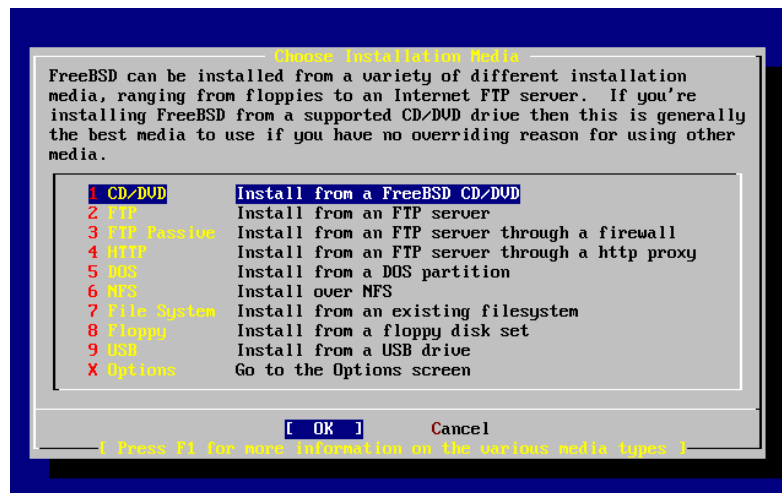 Choose Installation Media
FreeBSD can be installed from a variety of different installation
media, ranging from floppies to an Internet FTP server.  If you're
installing FreeBSD from a supported CD/DVD drive then this is generally
the best media to use if you have no overriding reason for using other
media.
1 CD/DVD Install from a FreeBSD CD/DVD
2 FTP Install from an FTP server
3 FTP Passive Install from an FTP server through a firewall
4 HTTP Install from an FTP server through a http proxy
5 DOS Install from a DOS partition
6 NFS Install over NFS
7 File System Install from an existing filesystem
8 Floppy Install from a floppy disk set
9 USB Install from a USB drive
X Options Go to the Options screen
[ OK ] Cancel
[ Press F1 for more information on the various media types ]